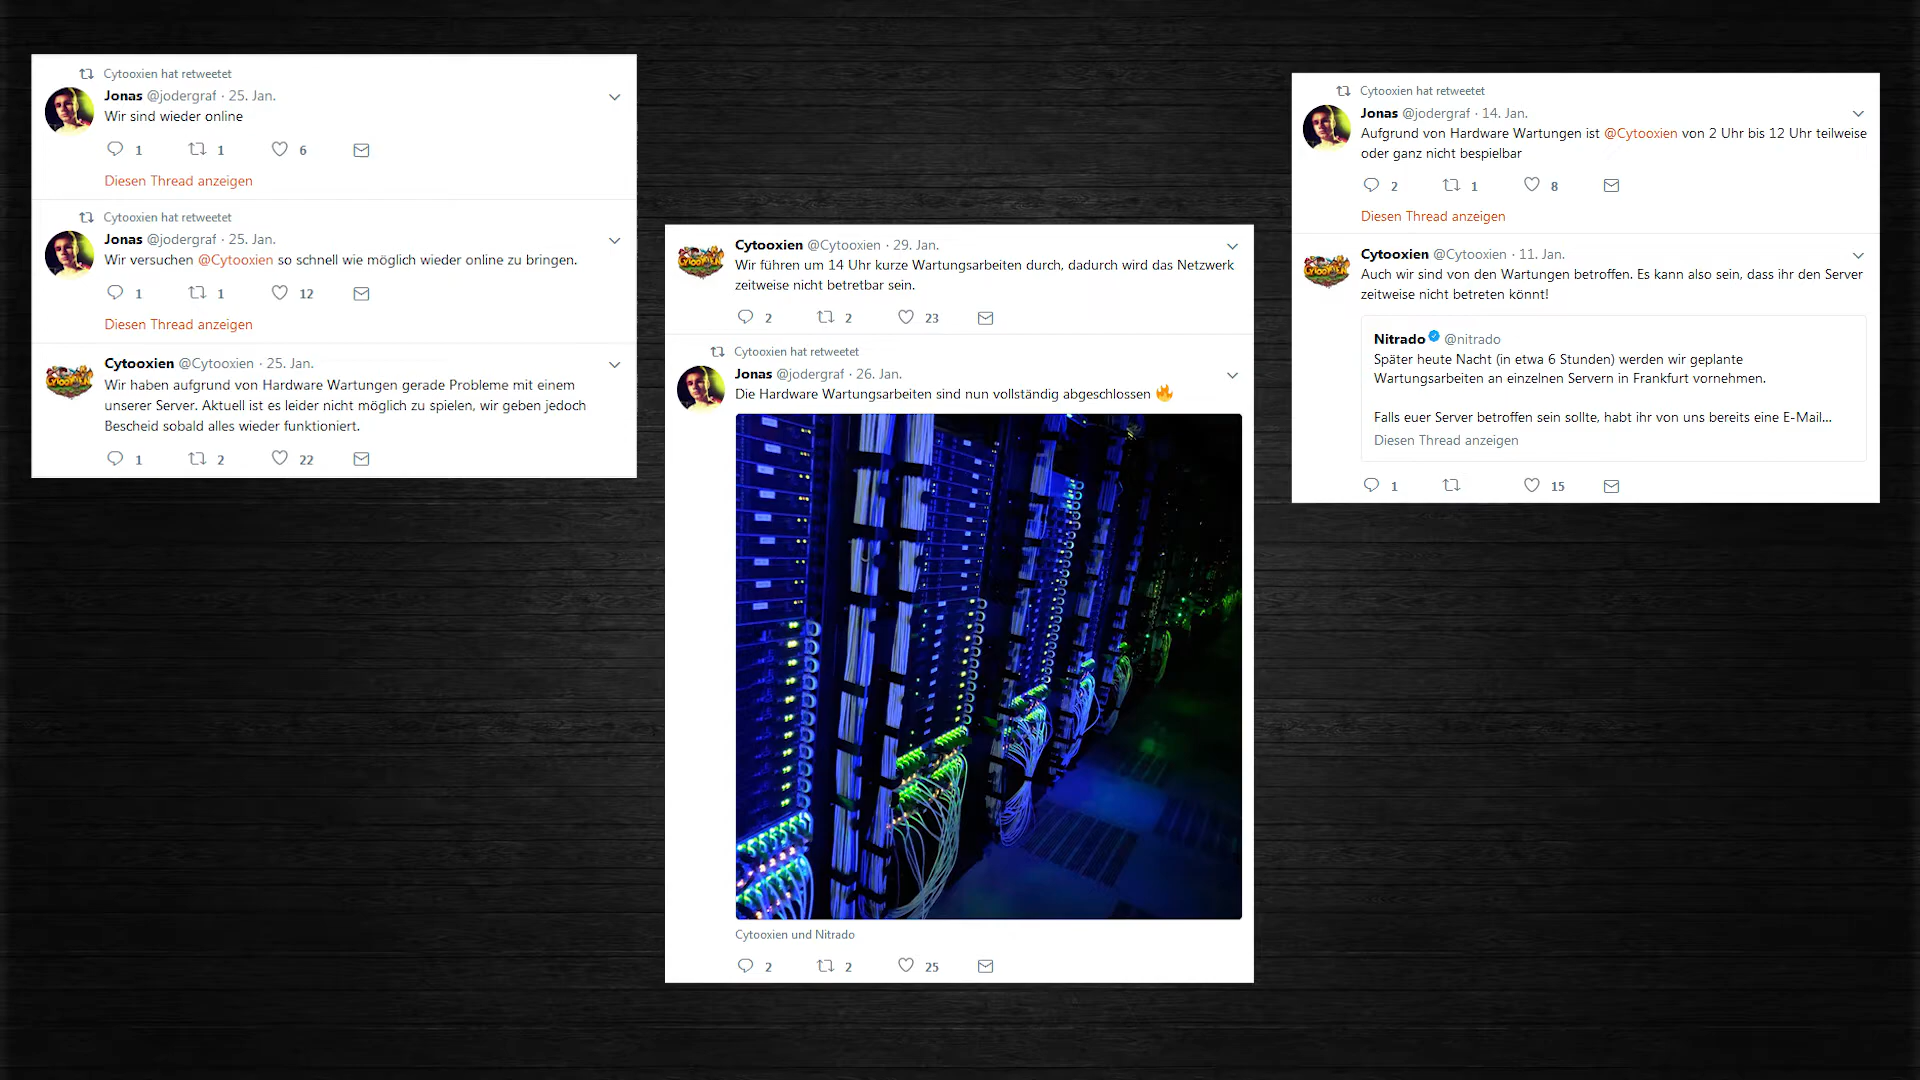 Cytooxien hat retweetet
Jonas @jodergraf · 25. Jan.
Wir sind wieder online
1 1 6
Diesen Thread anzeigen
Cytooxien hat retweetet
Jonas @jodergraf · 25. Jan.
Wir versuchen @Cytooxien so schnell wie möglich wieder online zu bringen.
1 1 12
Diesen Thread anzeigen
Cytooxien @Cytooxien · 25. Jan.
Wir haben aufgrund von Hardware Wartungen gerade Probleme mit einem
unserer Server. Aktuell ist es leider nicht möglich zu spielen, wir geben jedoch
Bescheid sobald alles wieder funktioniert.
1 2 22
Cytooxien @Cytooxien · 29. Jan.
Wir führen um 14 Uhr kurze Wartungsarbeiten durch, dadurch wird das Netzwerk
zeitweise nicht betretbar sein.
2 2 23
Cytooxien hat retweetet
Jonas @jodergraf · 26. Jan.
Die Hardware Wartungsarbeiten sind nun vollständig abgeschlossen 🔥
Cytooxien und Nitrado
2 2 25
Cytooxien hat retweetet
Jonas @jodergraf · 14. Jan.
Aufgrund von Hardware Wartungen ist @Cytooxien von 2 Uhr bis 12 Uhr teilweise
oder ganz nicht bespielbar
2 1 8
Diesen Thread anzeigen
Cytooxien @Cytooxien · 11. Jan.
Auch wir sind von den Wartungen betroffen. Es kann also sein, dass ihr den Server
zeitweise nicht betreten könnt!
Nitrado @nitrado
Später heute Nacht (in etwa 6 Stunden) werden wir geplante
Wartungsarbeiten an einzelnen Servern in Frankfurt vornehmen.
Falls euer Server betroffen sein sollte, habt ihr von uns bereits eine E-Mail...
Diesen Thread anzeigen
1 15